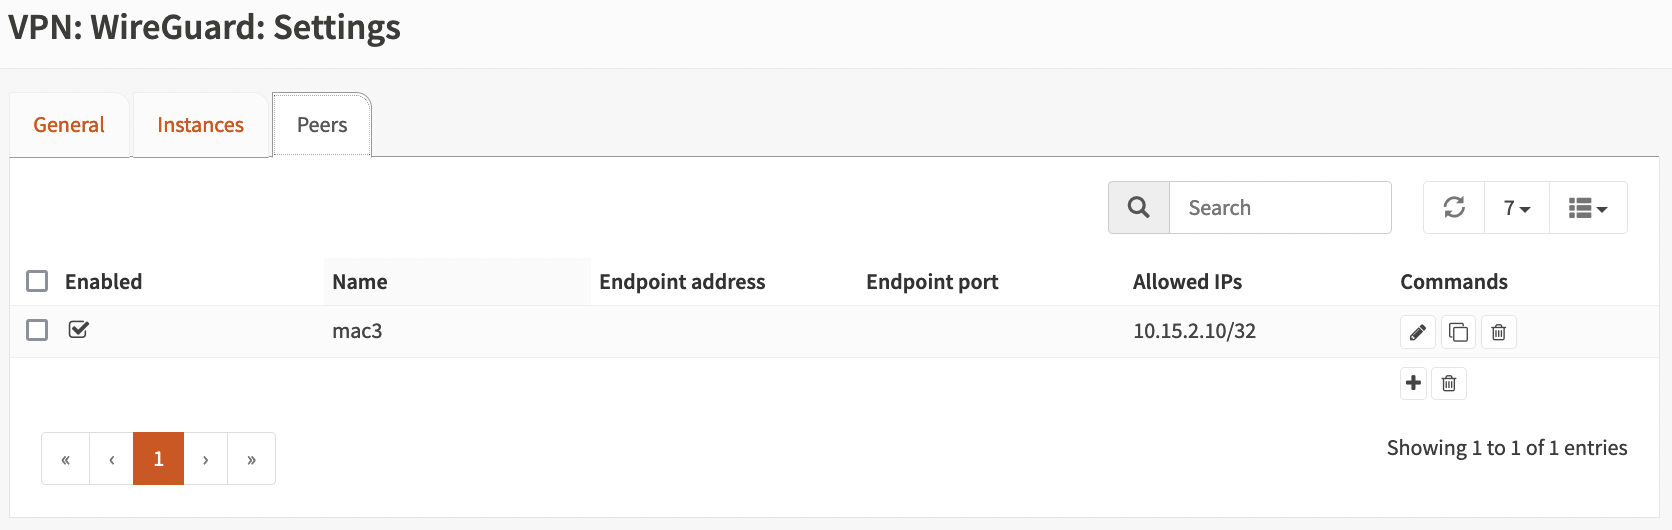 VPN: WireGuard: Settings
General Instances Peers
Search 7
Enabled Name Endpoint address Endpoint port Allowed IPs Commands
mac3 10.15.2.10/32
« ‹ 1 › »
Showing 1 to 1 of 1 entries